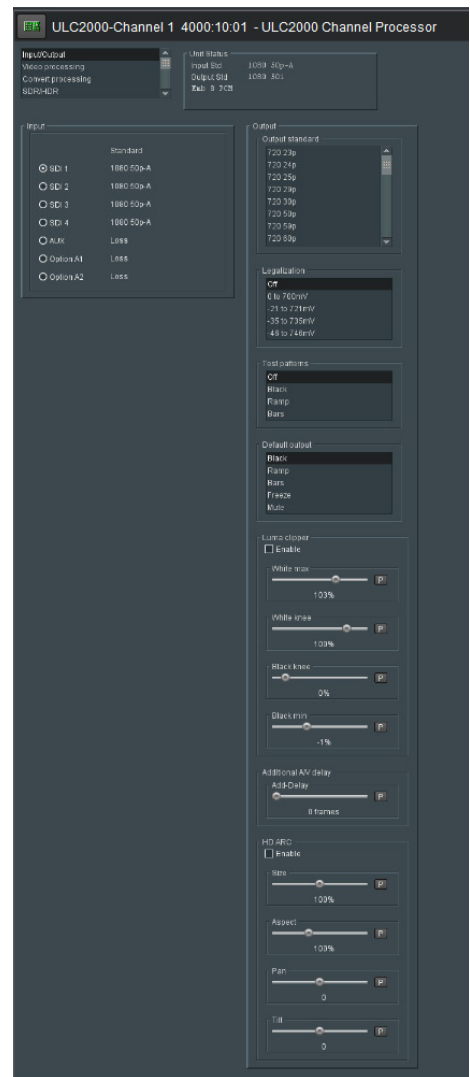 ULC2000-Channel 1 4000:10:01 - ULC2000 Channel Processor
Input/Output
Video processing
Convert processing
SDR/HDR
Unit Status
Input Std 1080 50p-A
Output Std 1080 50i
Emb 8 PCM
Input
Standard
SDI 1 1080 50p-A
SDI 2 1080 50p-A
SDI 3 1080 50p-A
SDI 4 1080 50p-A
AUX Loss
Option A1 Loss
Option A2 Loss
Output
Output standard
720 23p
720 24p
720 25p
720 29p
720 30p
720 50p
720 59p
720 60p
Legalization
Off
0 to 700mV
-21 to 721mV
-35 to 735mV
-48 to 746mV
Test patterns
Off
Black
Ramp
Bars
Default output
Black
Ramp
Bars
Freeze
Mute
Luma clipper
Enable
White max
P
103%
White knee
P
100%
Black knee
P
0%
Black min
P
-1%
Additional A/V delay
Add-Delay
P
0 frames
HD ARC
Enable
Size
P
100%
Aspect
P
100%
Pan
P
0
Tilt
P
0